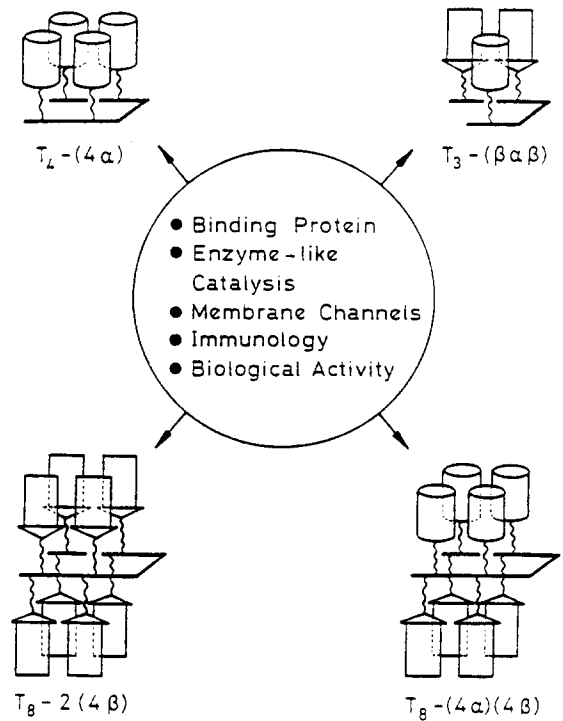 T₄-(4α)
T₃-(βαβ)
● Binding Protein
● Enzyme-like
Catalysis
● Membrane Channels
● Immunology
● Biological Activity
T₈-2(4β)
T₈-(4α)(4β)